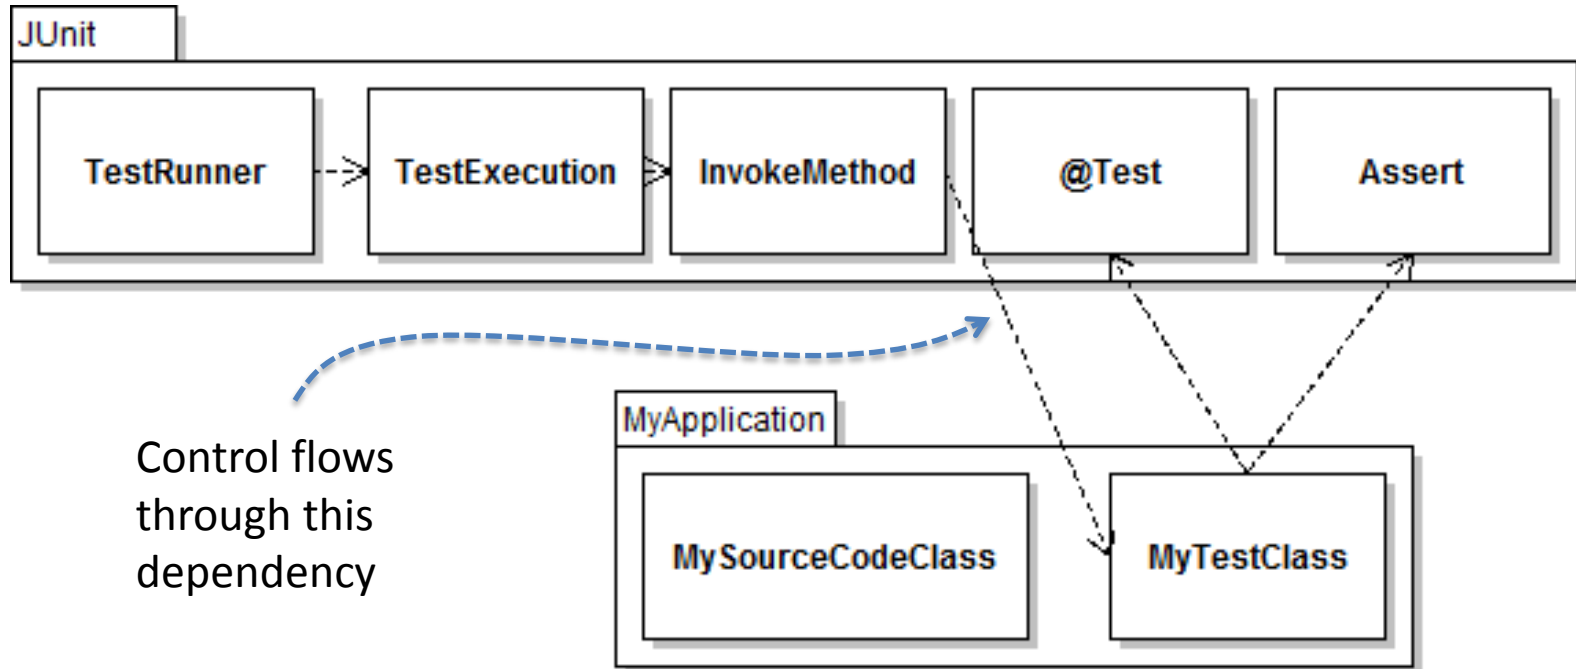 JUnit
TestRunner
TestExecution
InvokeMethod
@Test
Assert
MyApplication
Control flows
through this
dependency
MySourceCodeClass
MyTestClass